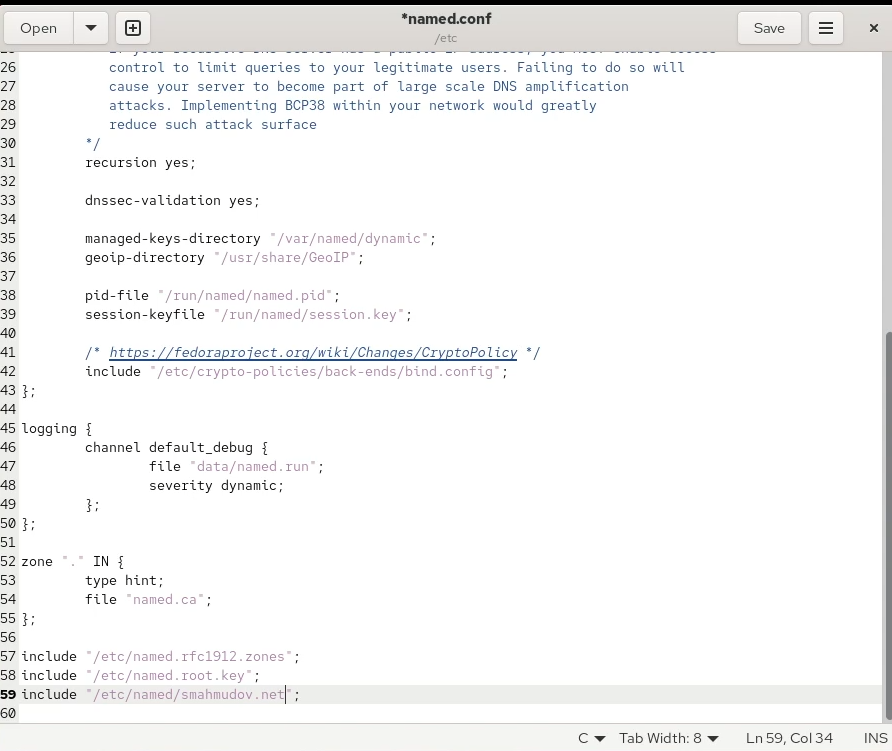 Open
*named.conf
/etc
Save
26 control to limit queries to your legitimate users. Failing to do so will
27 cause your server to become part of large scale DNS amplification
28 attacks. Implementing BCP38 within your network would greatly
29 reduce such attack surface
30 */
31 recursion yes;
32
33 dnssec-validation yes;
34
35 managed-keys-directory "/var/named/dynamic";
36 geoip-directory "/usr/share/GeoIP";
37
38 pid-file "/run/named/named.pid";
39 session-keyfile "/run/named/session.key";
40
41 /* https://fedoraproject.org/wiki/Changes/CryptoPolicy */
42 include "/etc/crypto-policies/back-ends/bind.config";
43 };
44
45 logging {
46 channel default_debug {
47 file "data/named.run";
48 severity dynamic;
49 };
50 };
51
52 zone "." IN {
53 type hint;
54 file "named.ca";
55 };
56
57 include "/etc/named.rfc1912.zones";
58 include "/etc/named.root.key";
59 include "/etc/named/smahmudov.net";
60
C Tab Width: 8 Ln 59, Col 34 INS